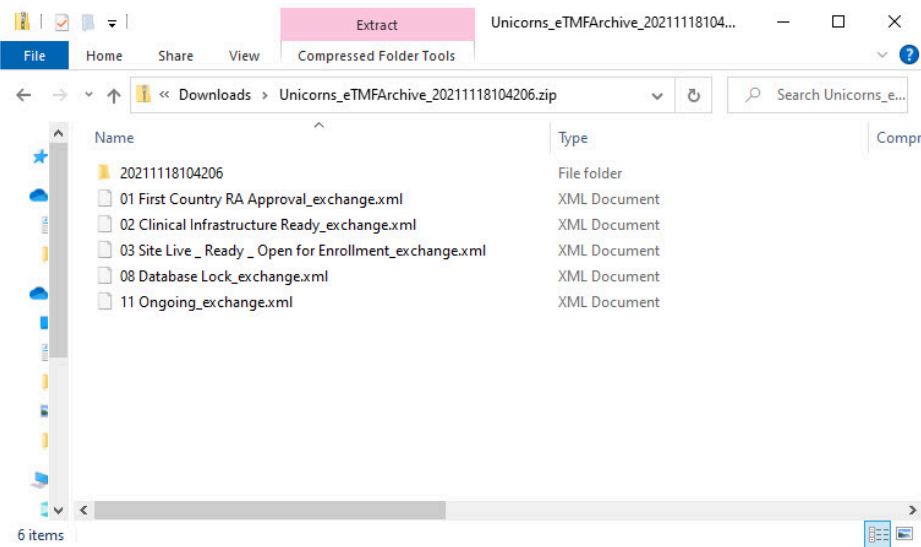 Extract
Unicorns_eTMFArchive_20211118104...
File
Home
Share
View
Compressed Folder Tools
« Downloads › Unicorns_eTMFArchive_20211118104206.zip
Search Unicorns_e...
Name
Type
Compr
20211118104206
File folder
01 First Country RA Approval_exchange.xml
XML Document
02 Clinical Infrastructure Ready_exchange.xml
XML Document
03 Site Live _ Ready _ Open for Enrollment_exchange.xml
XML Document
08 Database Lock_exchange.xml
XML Document
11 Ongoing_exchange.xml
XML Document
6 items